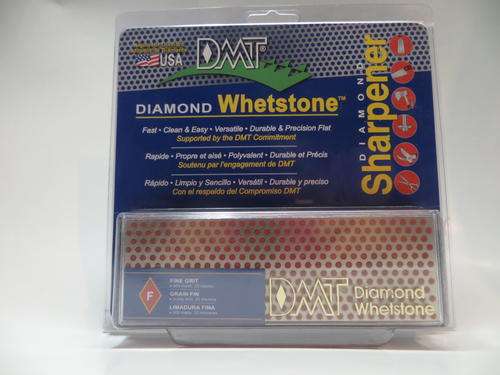 USA
DMT®
DIAMOND Whetstone™
Fast • Clean & Easy • Versatile • Durable & Precision Flat
Supported by the DMT Commitment
Rapide • Propre et aisé • Polyvalent • Durable et Précis
Soutenu par l'engagement de DMT
Rápido • Limpio y Sencillo • Versátil • Durable y preciso
Con el respaldo del Compromiso DMT
DIAMOND
Sharpener
F
FINE GRIT
GRAIN FIN
LIMADURA FINA
DMT
Diamond
Whetstone